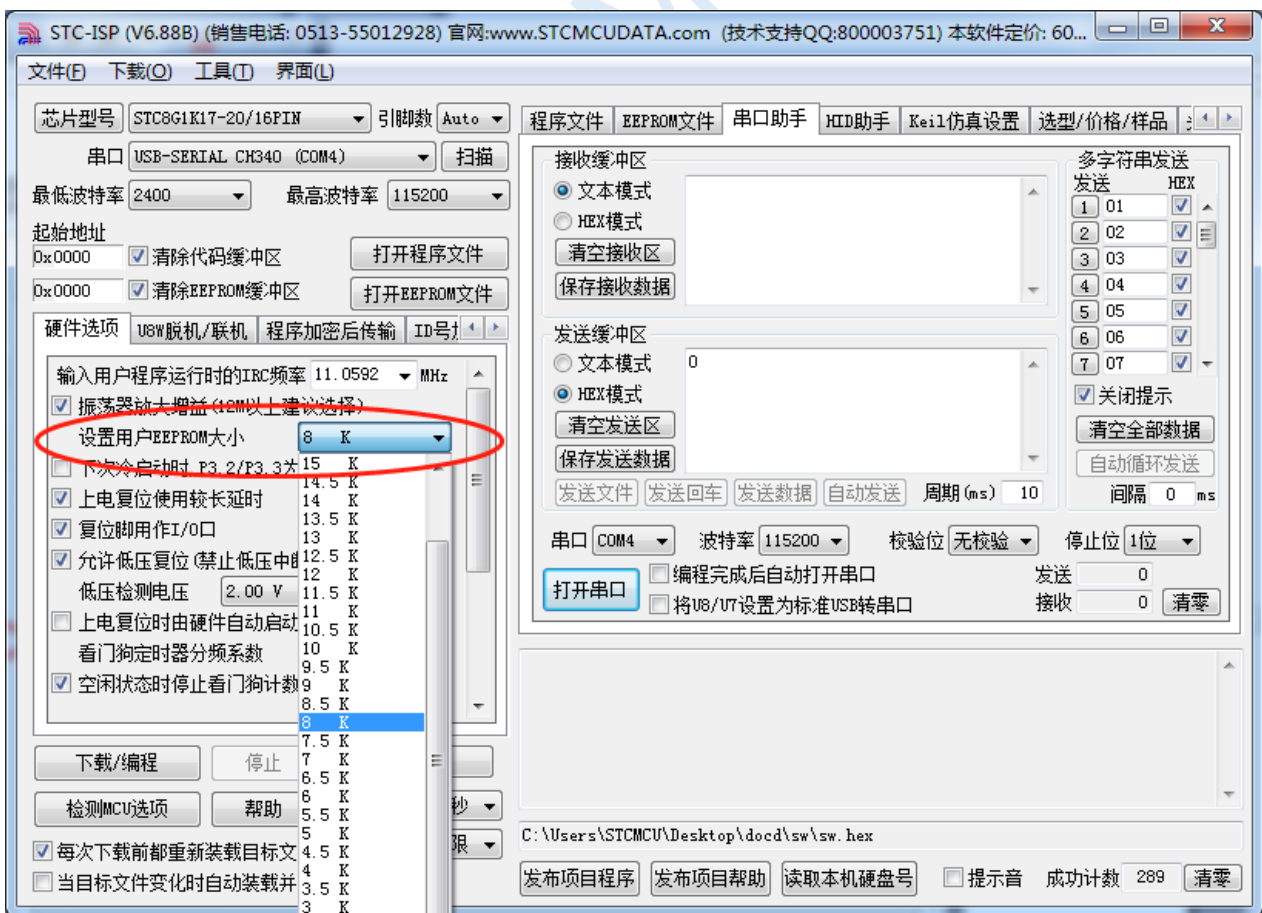 STC-ISP (V6.88B) (销售电话: 0513-55012928) 官网:www.STCMCUDATA.com (技术支持QQ:800003751) 本软件定价: 60...
文件(F) 下载(O) 工具(T) 界面(L)
芯片型号 STC8G1K17-20/16PIN 引脚数 Auto
串口 USB-SERIAL CH340 (COM4) 扫描
最低波特率 2400 最高波特率 115200
起始地址
0x0000 清除代码缓冲区 打开程序文件
0x0000 清除EEPROM缓冲区 打开EEPROM文件
硬件选项 U8W脱机/联机 程序加密后传输 ID号
输入用户程序运行时的IRC频率 11.0592 MHz
振荡器放大增益(12M以上建议选择)
设置用户EEPROM大小 8 K
下次冷启动时,P3.2/P3.3
上电复位使用较长延时
复位脚用作I/O口
允许低压复位(禁止低压中
低压检测电压 2.00 V
上电复位时由硬件自动启动
看门狗定时器分频系数
空闲状态时停止看门狗计数
15 K
14.5 K
14 K
13.5 K
13 K
12.5 K
12 K
11.5 K
11 K
10.5 K
10 K
9.5 K
9 K
8.5 K
8 K
7.5 K
7 K
6.5 K
6 K
5.5 K
5 K
4.5 K
4 K
3.5 K
3 K
下载/编程 停止
检测MCU选项 帮助 秒
每次下载前都重新装载目标文 限
当目标文件变化时自动装载并
程序文件 EEPROM文件 串口助手 HID助手 Keil仿真设置 选型/价格/样品
接收缓冲区
文本模式
HEX模式
清空接收区
保存接收数据
多字符串发送
发送 HEX
1 01
2 02
3 03
4 04
5 05
6 06
7 07
关闭提示
清空全部数据
自动循环发送
间隔 0 ms
发送缓冲区
文本模式 0
HEX模式
清空发送区
保存发送数据
发送文件 发送回车 发送数据 自动发送 周期(ms) 10
串口 COM4 波特率 115200 校验位 无校验 停止位 1位
打开串口 编程完成后自动打开串口 发送 0
将U8/U7设置为标准USB转串口 接收 0 清零
C:\Users\STCMCU\Desktop\docd\sw\sw.hex
发布项目程序 发布项目帮助 读取本机硬盘号 提示音 成功计数 289 清零